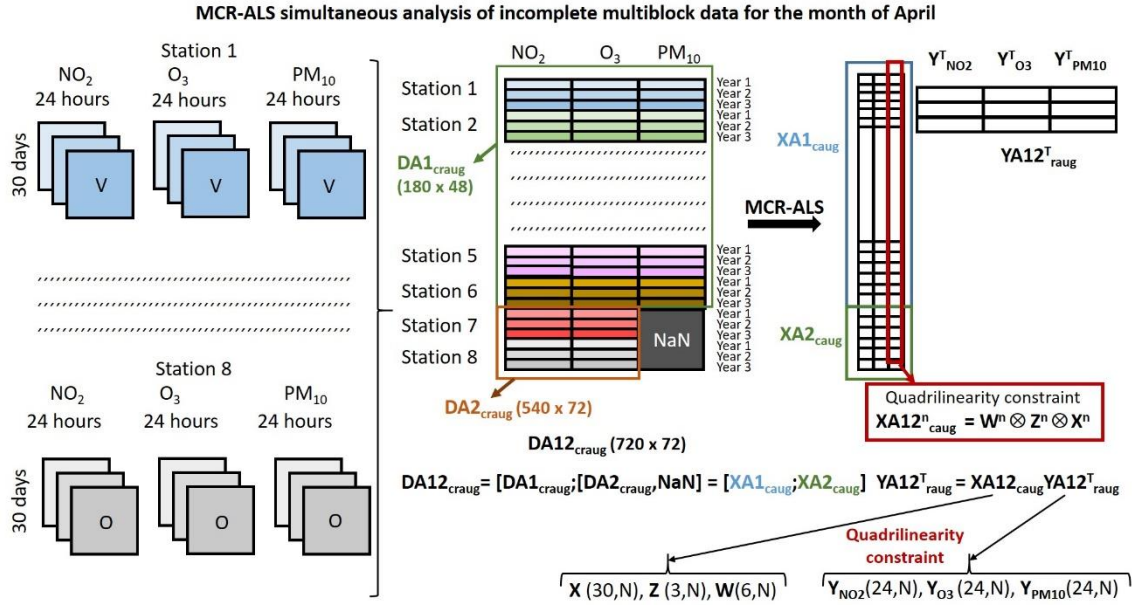 MCR-ALS simultaneous analysis of incomplete multiblock data for the month of April
Station 1
NO2 O3 PM10
24 hours 24 hours 24 hours
30 days
V V V
Station 8
NO2 O3 PM10
24 hours 24 hours 24 hours
30 days
O O O
NO2 O3 PM10
Station 1
Year 1
Year 2
Year 3
Station 2
Year 1
Year 2
Year 3
DA1craug
(180 x 48)
Station 5
Year 1
Year 2
Year 3
Station 6
Year 1
Year 2
Year 3
Station 7
Year 1
Year 2
Year 3
Station 8
Year 1
Year 2
Year 3
NaN
DA2craug (540 x 72)
DA12craug (720 x 72)
MCR-ALS
XA1caug
XA2caug
YTNO2 YTO3 YTPM10
YA12Traug
Quadrilinearity constraint
XA12ncaug = Wn ⊗ Zn ⊗ Xn
DA12craug= [DA1craug;[DA2craug,NaN] = [XA1caug;XA2caug] YA12Traug = XA12caugYA12Traug
Quadrilinearity
constraint
X (30,N), Z (3,N), W(6,N)
YNO2(24,N), YO3 (24,N), YPM10(24,N)